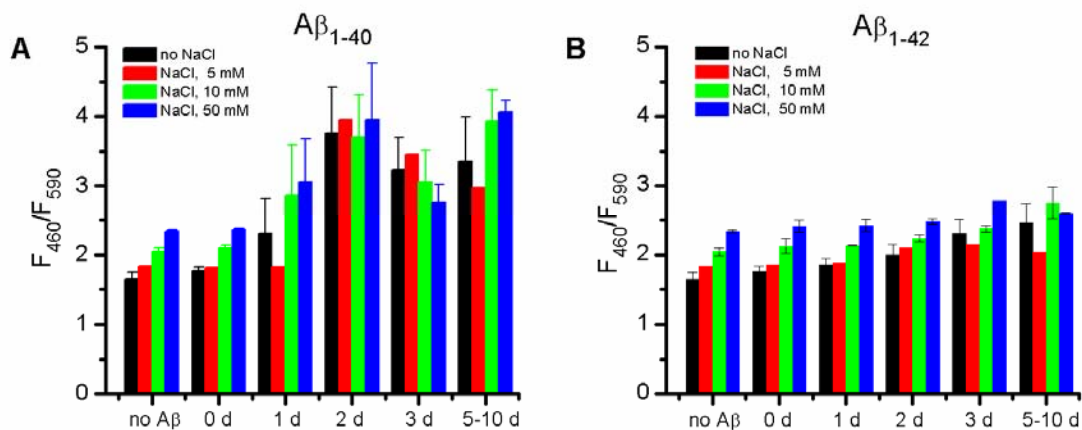 A
Aβ1-40
no NaCl
NaCl, 5 mM
NaCl, 10 mM
NaCl, 50 mM
F460/F590
5
4
3
2
1
0
no Aβ 0 d 1 d 2 d 3 d 5-10 d
B
Aβ1-42
no NaCl
NaCl, 5 mM
NaCl, 10 mM
NaCl, 50 mM
F460/F590
5
4
3
2
1
0
no Aβ 0 d 1 d 2 d 3 d 5-10 d